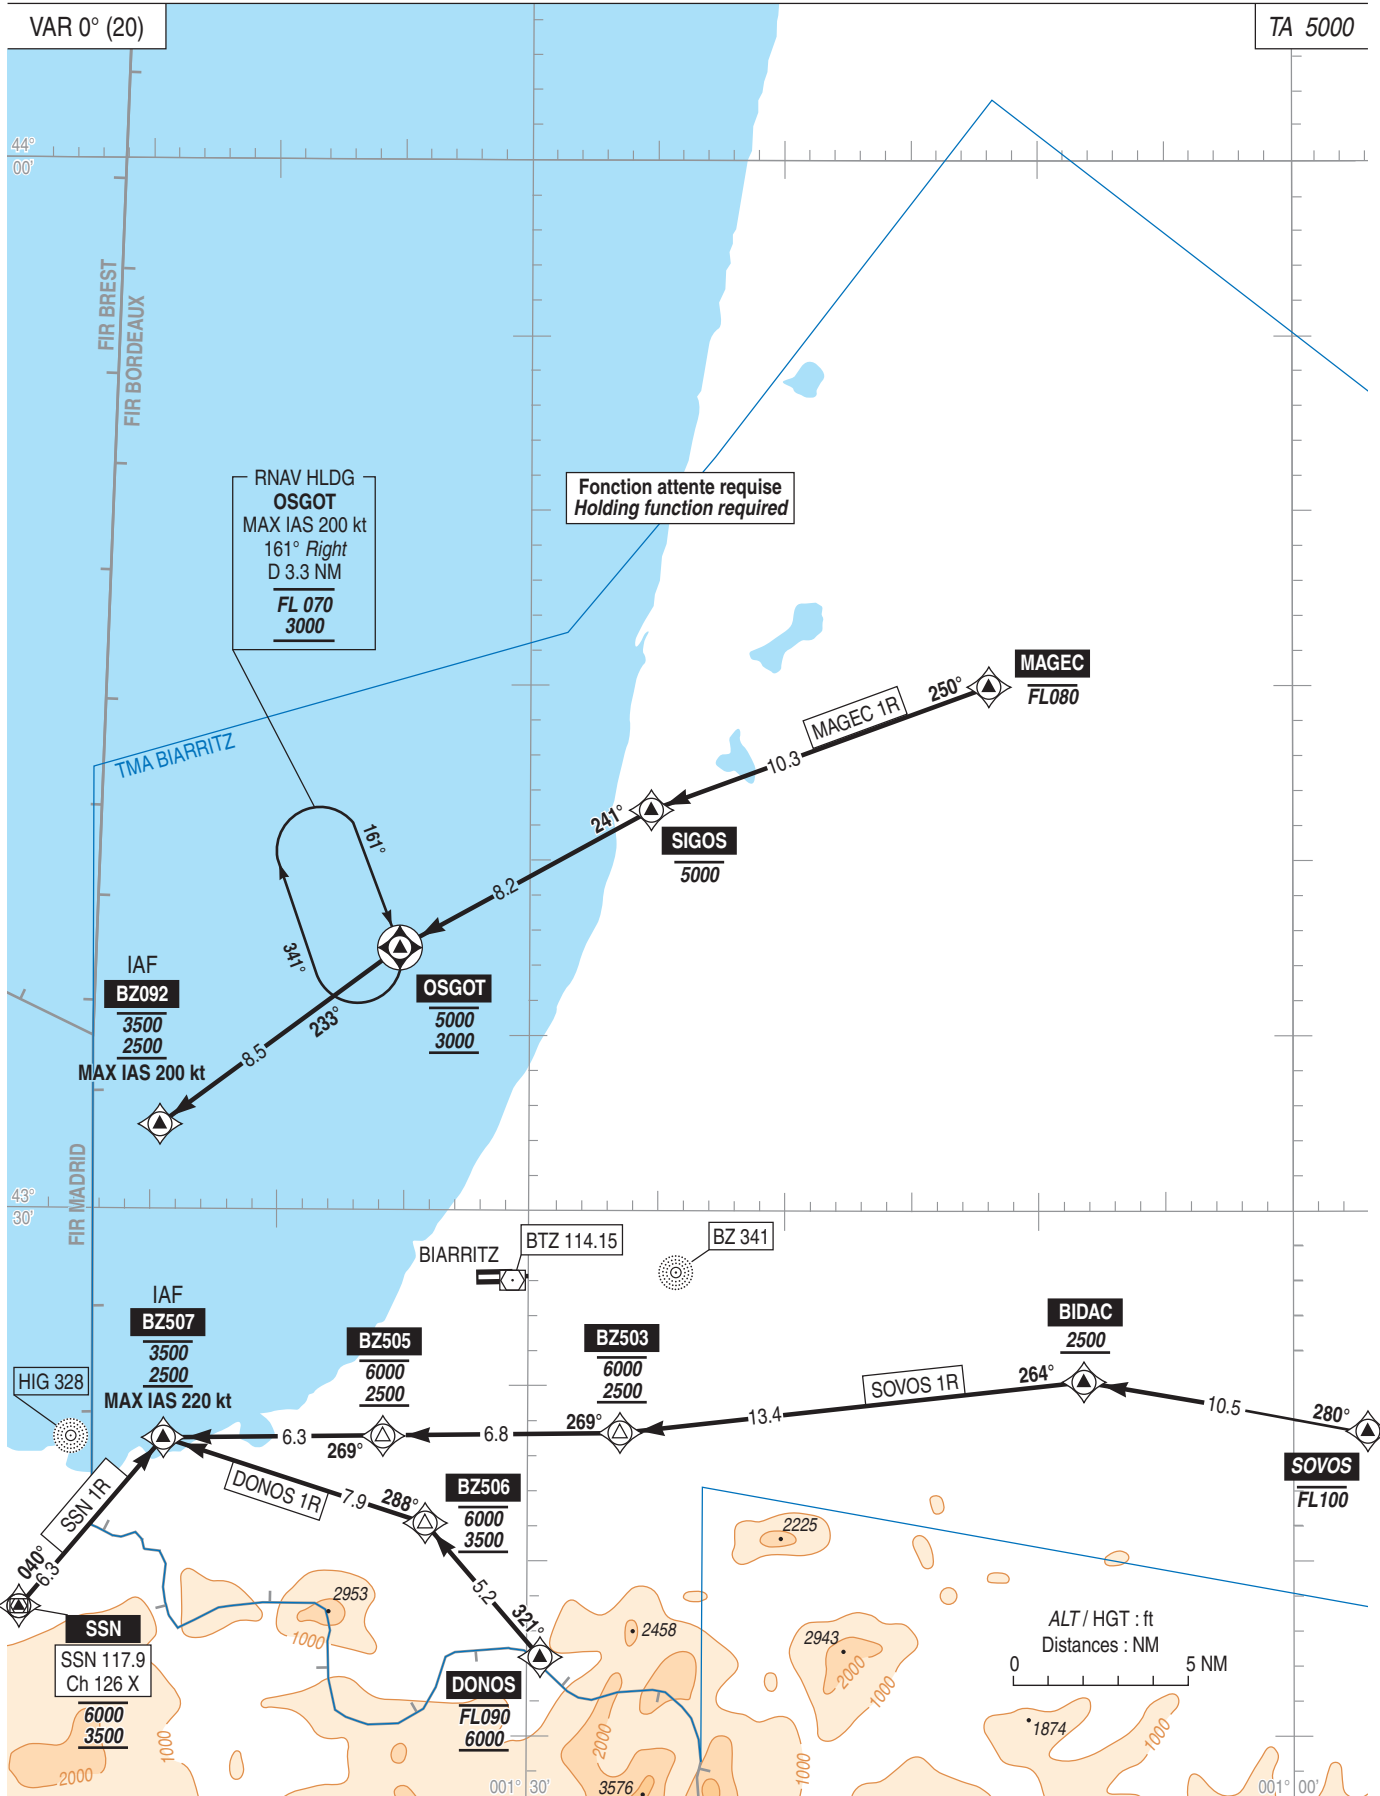 VAR 0° (20)
TA 5000
44°
00'
FIR BREST
FIR BORDEAUX
RNAV HLDG
OSGOT
MAX IAS 200 kt
161° Right
D 3.3 NM
FL 070
3000
Fonction attente requise
Holding function required
MAGEC
FL080
250°
MAGEC 1R
10.3
TMA BIARRITZ
241°
SIGOS
5000
161°
8.2
341°
IAF
BZ092
3500
2500
MAX IAS 200 kt
OSGOT
5000
3000
233°
8.5
FIR MADRID
43°
30'
BIARRITZ
BTZ 114.15
BZ 341
IAF
BZ507
3500
2500
MAX IAS 220 kt
BZ505
6000
2500
BZ503
6000
2500
BIDAC
2500
HIG 328
264°
SOVOS 1R
13.4
10.5
280°
SOVOS
FL100
269°
6.8
269°
6.3
SSN 1R
DONOS 1R
7.9
288°
BZ506
6000
3500
040°
6.3
5.2
321°
2225
2953
1000
2458
2943
2000
1000
ALT / HGT : ft
Distances : NM
0
5 NM
SSN
SSN 117.9
Ch 126 X
6000
3500
DONOS
FL090
6000
1000
2000
2000
3576
1000
1874
1000
001° 30'
001° 00'